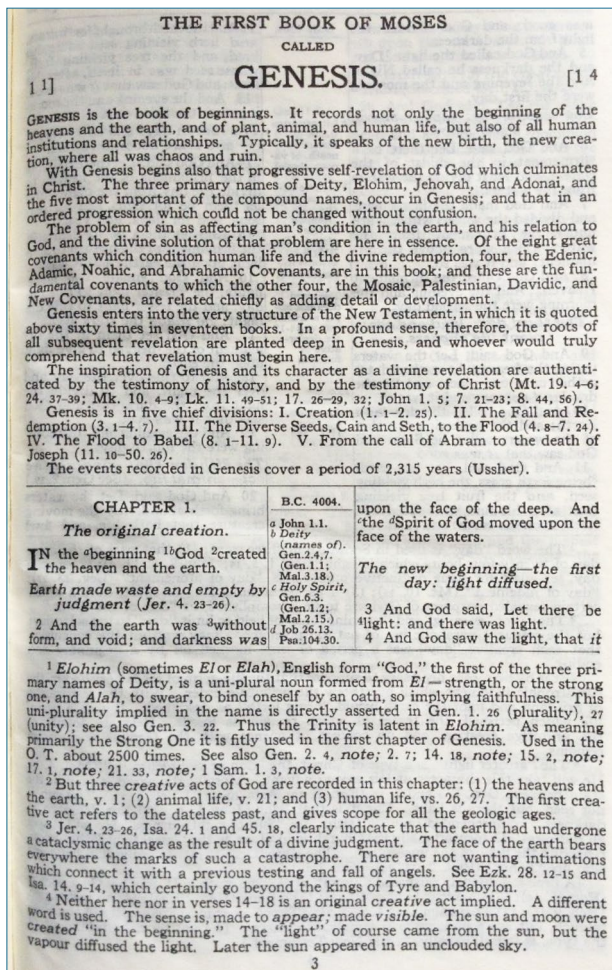 THE FIRST BOOK OF MOSES
CALLED
GENESIS.
1 1]
[1 4
GENESIS is the book of beginnings. It records not only the beginning of the
heavens and the earth, and of plant, animal, and human life, but also of all human
institutions and relationships. Typically, it speaks of the new birth, the new crea-
tion, where all was chaos and ruin.
With Genesis begins also that progressive self-revelation of God which culminates
in Christ. The three primary names of Deity, Elohim, Jehovah, and Adonai, and
the five most important of the compound names, occur in Genesis; and that in an
ordered progression which could not be changed without confusion.
The problem of sin as affecting man's condition in the earth, and his relation to
God, and the divine solution of that problem are here in essence. Of the eight great
covenants which condition human life and the divine redemption, four, the Edenic,
Adamic, Noahic, and Abrahamic Covenants, are in this book; and these are the fun-
damental covenants to which the other four, the Mosaic, Palestinian, Davidic, and
New Covenants, are related chiefly as adding detail or development.
Genesis enters into the very structure of the New Testament, in which it is quoted
above sixty times in seventeen books. In a profound sense, therefore, the roots of
all subsequent revelation are planted deep in Genesis, and whoever would truly
comprehend that revelation must begin here.
The inspiration of Genesis and its character as a divine revelation are authenti-
cated by the testimony of history, and by the testimony of Christ (Mt. 19. 4-6;
24. 37-39; Mk. 10. 4-9; Lk. 11. 49-51; 17. 26-29, 32; John 1. 5; 7. 21-23; 8. 44, 56).
Genesis is in five chief divisions: I. Creation (1. 1-2. 25). II. The Fall and Re-
demption (3. 1-4. 7). III. The Diverse Seeds, Cain and Seth, to the Flood (4. 8-7. 24).
IV. The Flood to Babel (8. 1-11. 9). V. From the call of Abram to the death of
Joseph (11. 10-50. 26).
The events recorded in Genesis cover a period of 2,315 years (Ussher).
CHAPTER 1.
The original creation.
IN the a beginning 1b God 2 created
the heaven and the earth.
Earth made waste and empty by
judgment (Jer. 4. 23-26).
2 And the earth was 3 without
form, and void; and darkness was
B.C. 4004.
a John 1.1.
b Deity
(names of).
Gen.2.4,7.
(Gen.1.1;
Mal.3.18.)
c Holy Spirit,
Gen.6.3.
(Gen.1.2;
Mal.2.15.)
d Job 26.13.
Psa.104.30.
upon the face of the deep. And
c the d Spirit of God moved upon the
face of the waters.
The new beginning—the first
day: light diffused.
3 And God said, Let there be
4 light: and there was light.
4 And God saw the light, that it
1 Elohim (sometimes El or Elah), English form "God," the first of the three pri-
mary names of Deity, is a uni-plural noun formed from El = strength, or the strong
one, and Alah, to swear, to bind oneself by an oath, so implying faithfulness. This
uni-plurality implied in the name is directly asserted in Gen. 1. 26 (plurality), 27
(unity); see also Gen. 3. 22. Thus the Trinity is latent in Elohim. As meaning
primarily the Strong One it is fitly used in the first chapter of Genesis. Used in the
O. T. about 2500 times. See also Gen. 2. 4, note; 2. 7; 14. 18, note; 15. 2, note;
17. 1, note; 21. 33, note; 1 Sam. 1. 3, note.
2 But three creative acts of God are recorded in this chapter: (1) the heavens and
the earth, v. 1; (2) animal life, v. 21; and (3) human life, vs. 26, 27. The first crea-
tive act refers to the dateless past, and gives scope for all the geologic ages.
3 Jer. 4. 23-26, Isa. 24. 1 and 45. 18, clearly indicate that the earth had undergone
a cataclysmic change as the result of a divine judgment. The face of the earth bears
everywhere the marks of such a catastrophe. There are not wanting intimations
which connect it with a previous testing and fall of angels. See Ezk. 28. 12-15 and
Isa. 14. 9-14, which certainly go beyond the kings of Tyre and Babylon.
4 Neither here nor in verses 14-18 is an original creative act implied. A different
word is used. The sense is, made to appear; made visible. The sun and moon were
created "in the beginning." The "light" of course came from the sun, but the
vapour diffused the light. Later the sun appeared in an unclouded sky.
3